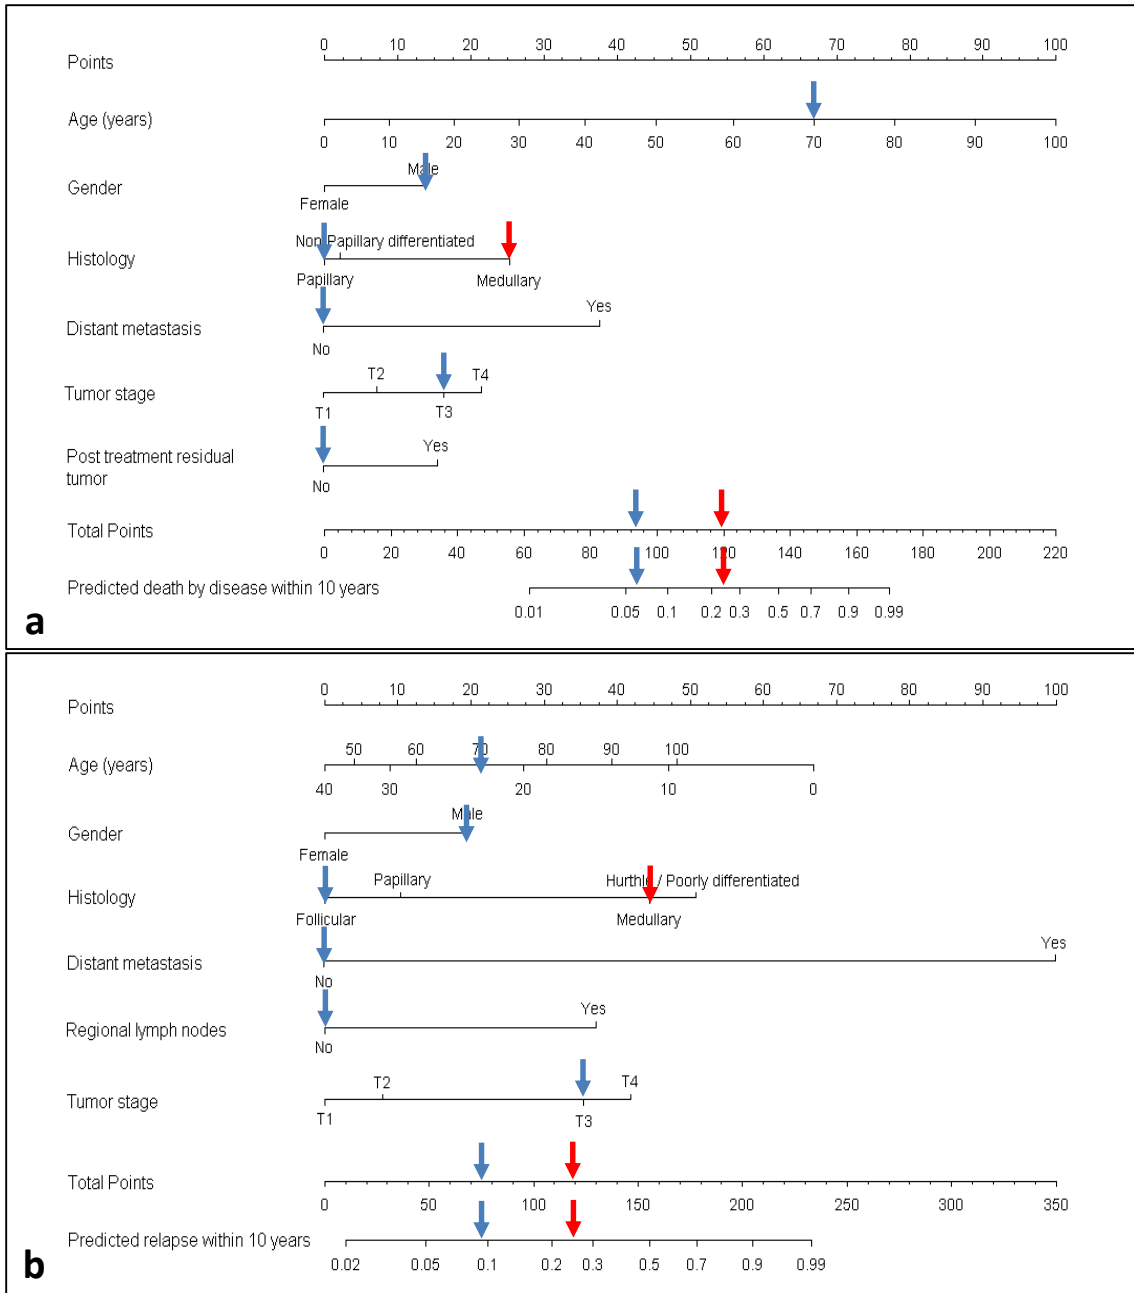 0 10 20 30 40 50 60 70 80 90 100
Points
Age (years)
0 10 20 30 40 50 60 70 80 90 100
Male
Gender
Female
Non Papillary differentiated
Histology
Papillary Medullary
Yes
Distant metastasis
No
T2 T4
Tumor stage
T1 T3
Yes
Post treatment residual
tumor
No
Total Points
0 20 40 60 80 100 120 140 160 180 200 220
Predicted death by disease within 10 years
0.01 0.05 0.1 0.2 0.3 0.5 0.7 0.9 0.99
a
0 10 20 30 40 50 60 70 80 90 100
Points
50 60 70 80 90 100
Age (years)
40 30 20 10 0
Male
Gender
Female
Papillary Hurthle / Poorly differentiated
Histology
Follicular Medullary
Yes
Distant metastasis
No
Yes
Regional lymph nodes
No
T2 T4
Tumor stage
T1 T3
Total Points
0 50 100 150 200 250 300 350
Predicted relapse within 10 years
0.02 0.05 0.1 0.2 0.3 0.5 0.7 0.9 0.99
b